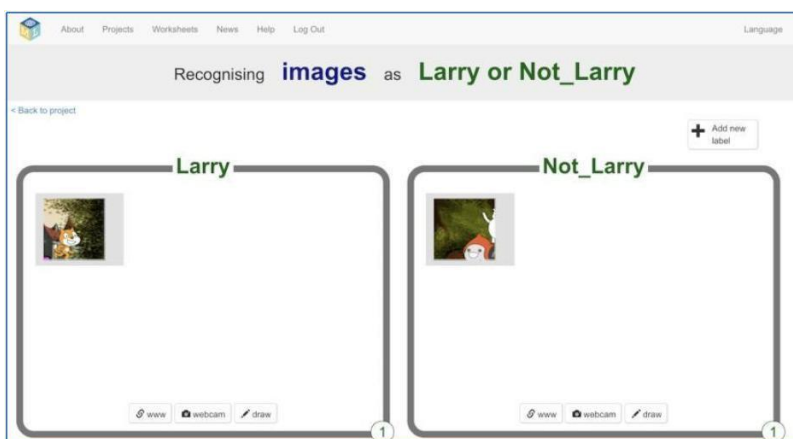 About Projects Worksheets News Help Log Out Language
Recognising images as Larry or Not_Larry
< Back to project
Add new
label
Larry
Not_Larry
www webcam draw
1
www webcam draw
1